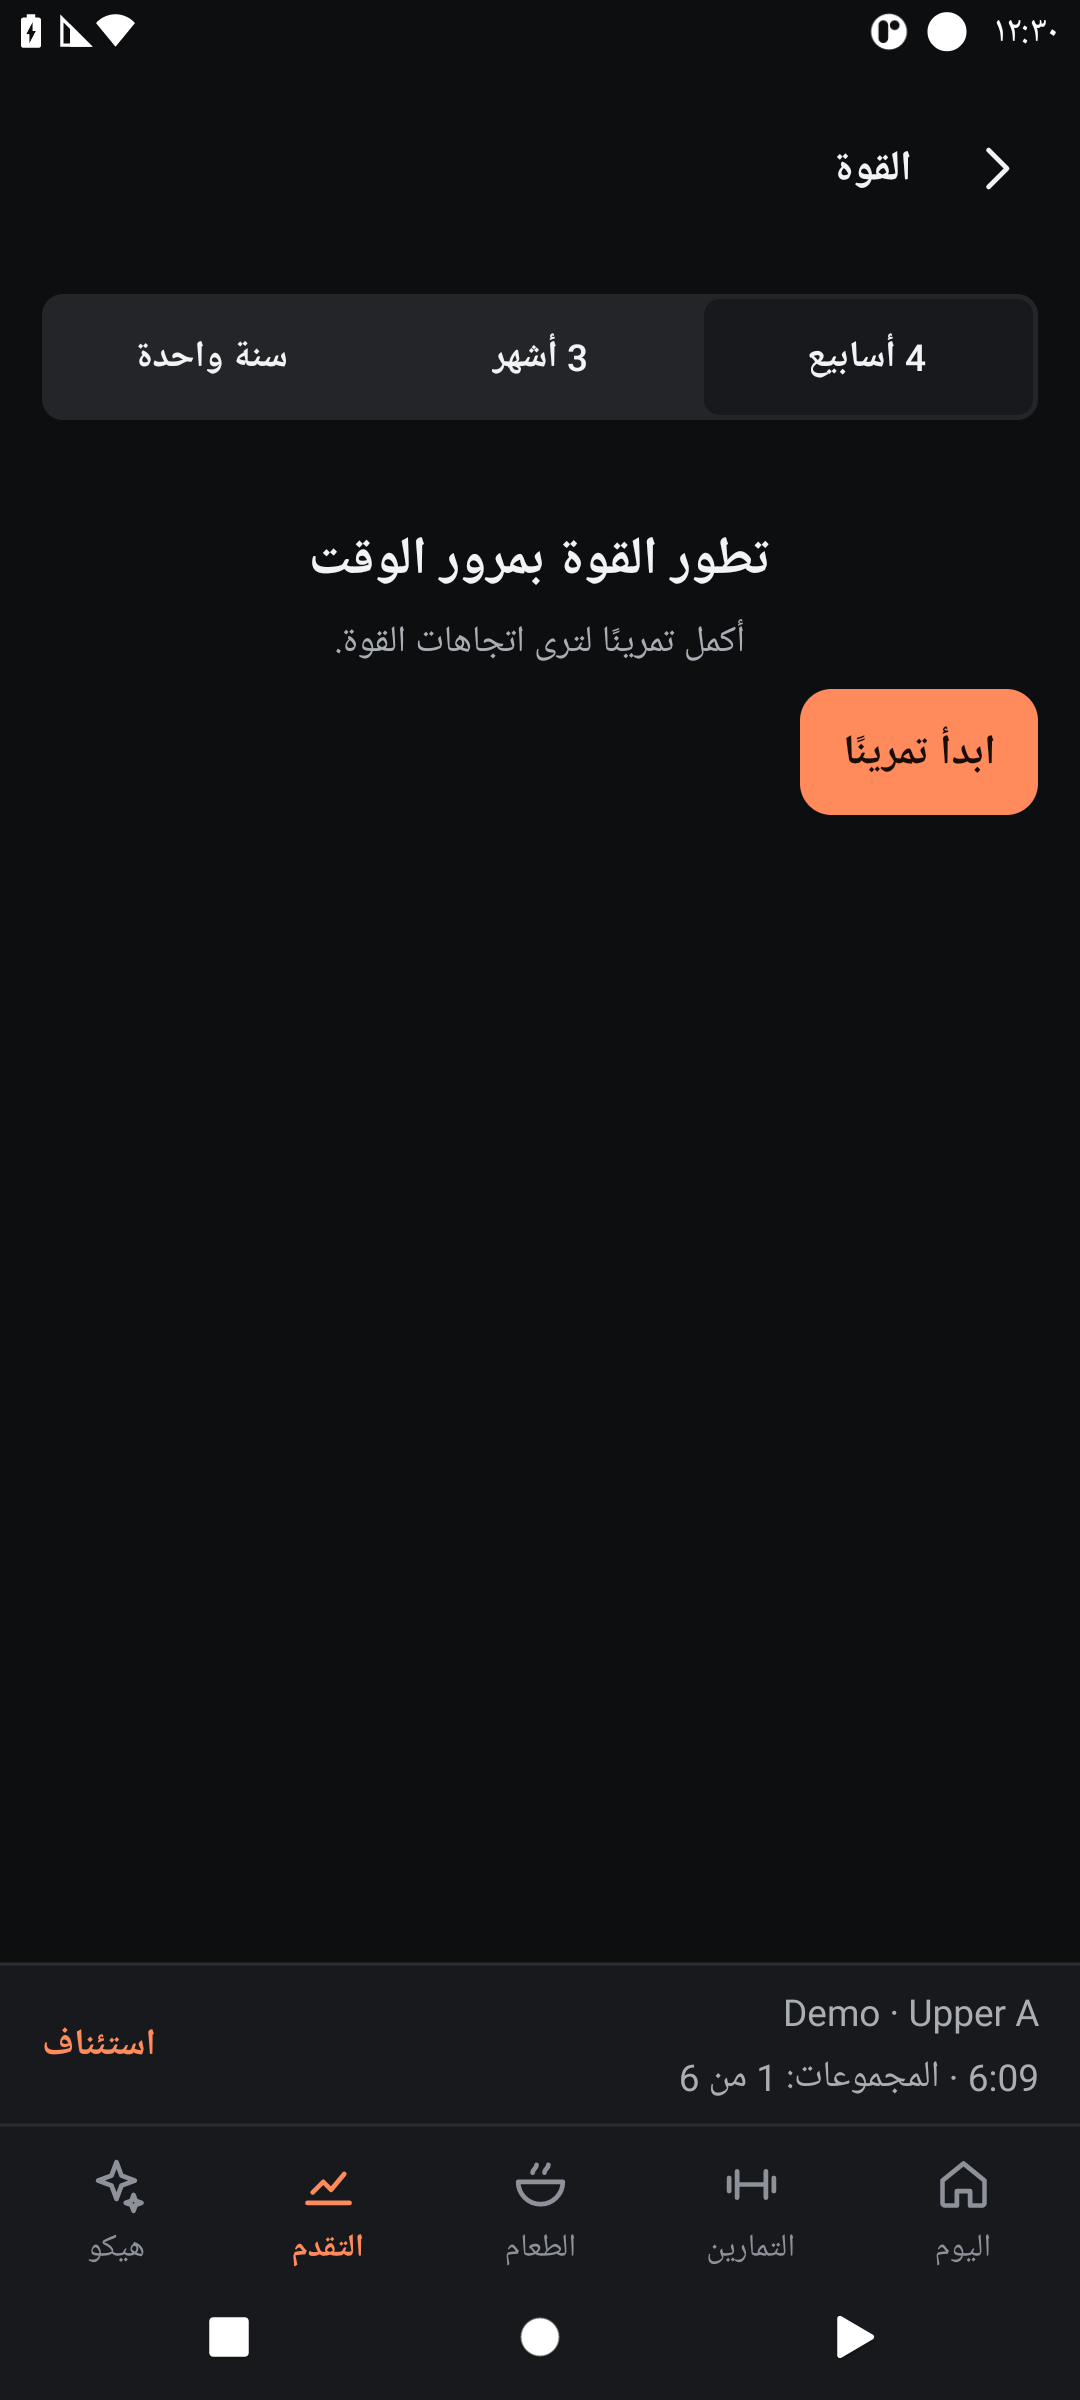 ١٢:٣٠
القوة
4 أسابيع
3 أشهر
سنة واحدة
تطور القوة بمرور الوقت
أكمل تمرينًا لترى اتجاهات القوة.
ابدأ تمرينًا
Demo · Upper A
6:09 · المجموعات: 1 من 6
استئناف
اليوم
التمارين
الطعام
التقدم
هيكو